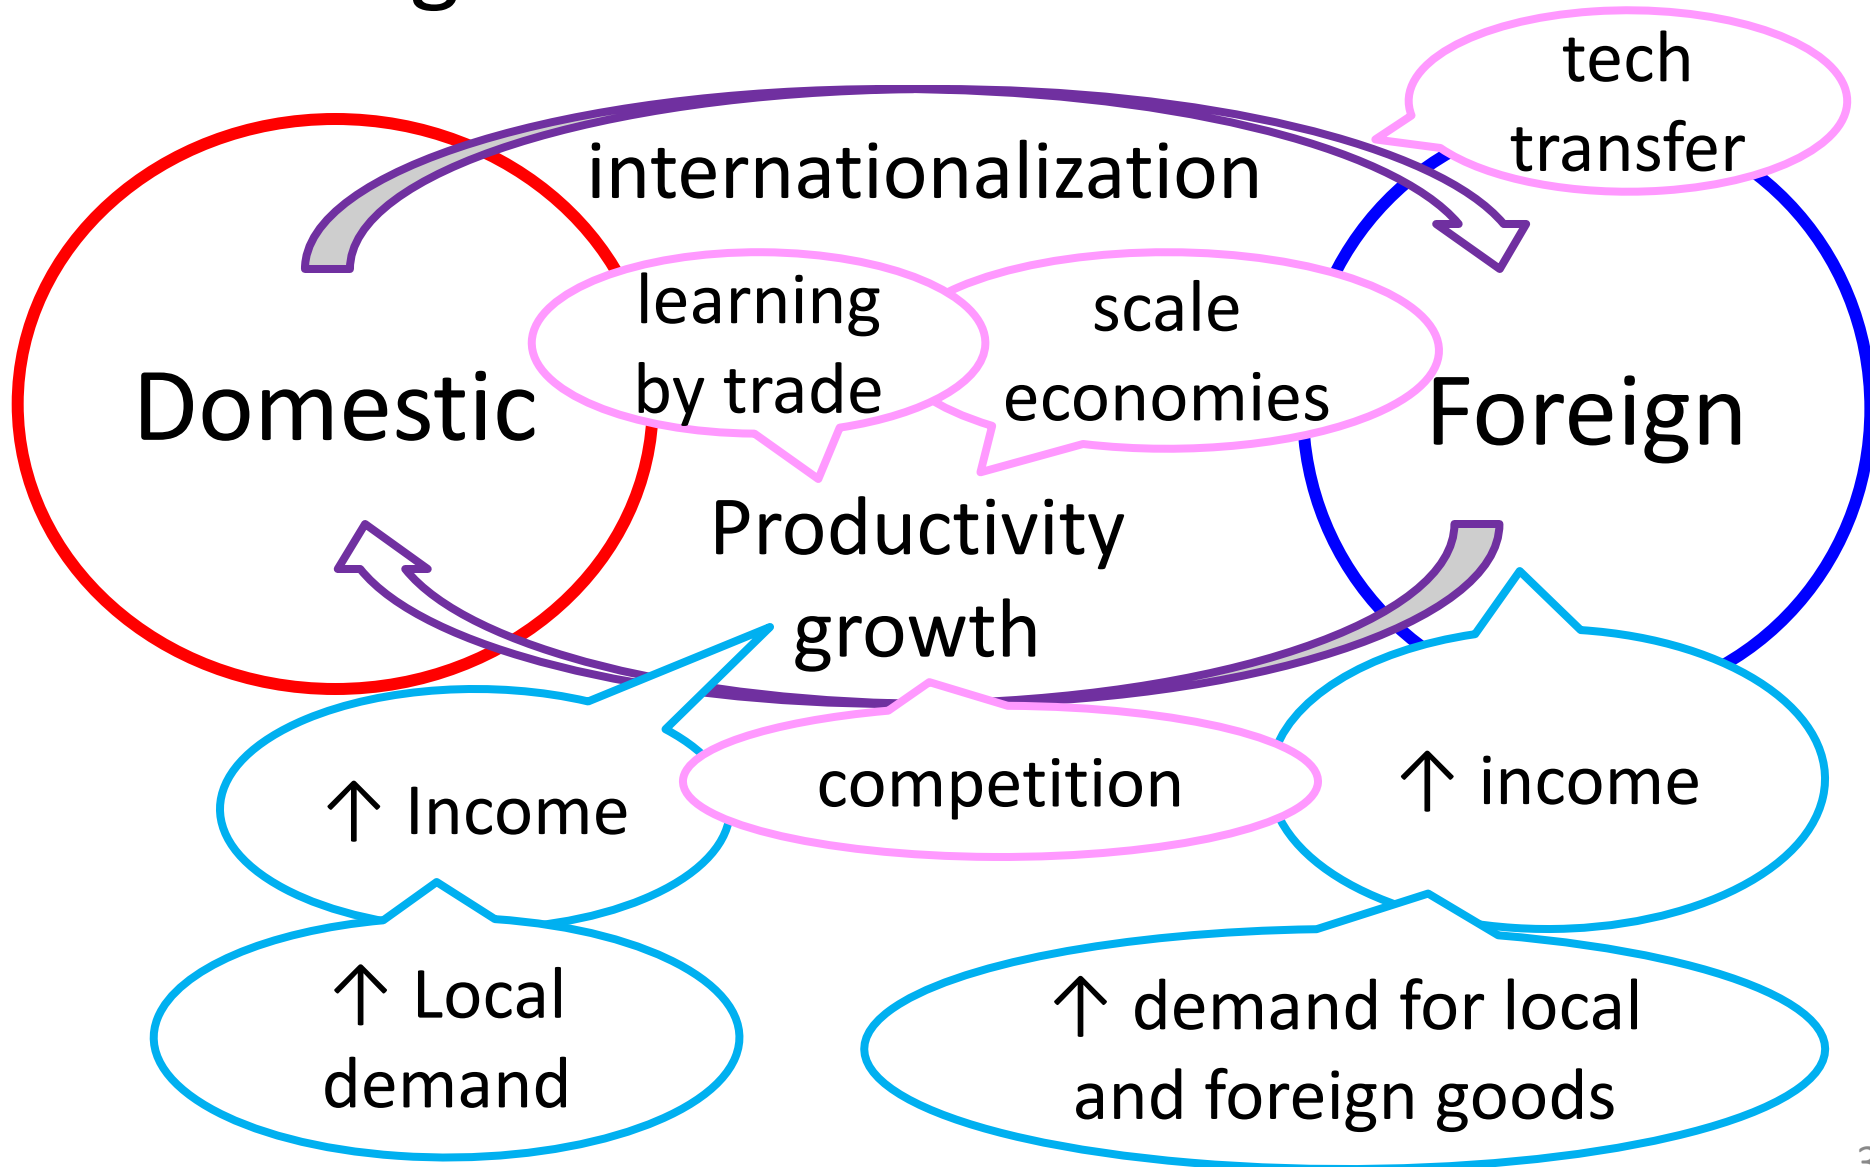 tech
transfer
internationalization
learning
by trade
scale
economies
Domestic
Foreign
Productivity
growth
↑ Income
competition
↑ income
↑ Local
demand
↑ demand for local
and foreign goods